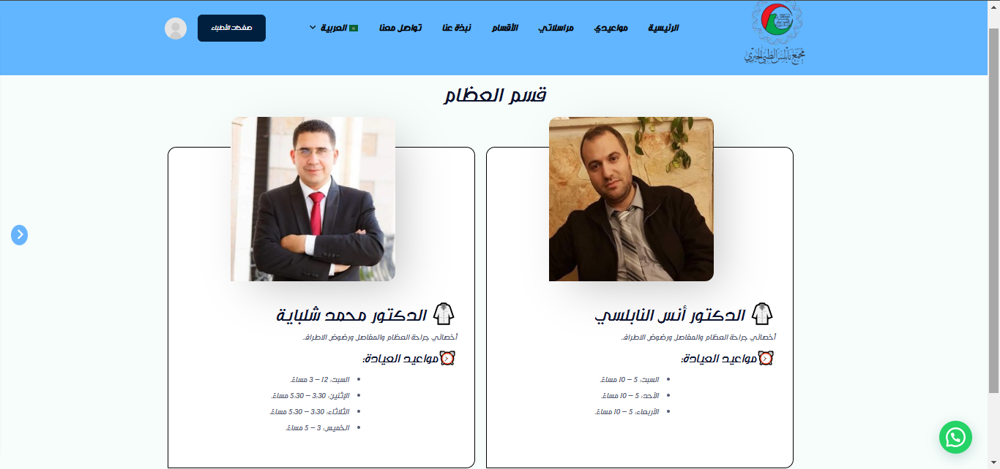 مجمع نابلس الطبي الخيري
الرئيسية
مواعيدي
مراسلاتي
الأقسام
نبذة عنا
تواصل معنا
العربية
صفحات الأطباء
قسم العظام
الدكتور أنس النابلسي
أخصائي جراحة العظام والمفاصل ورضوض الاطراف.
مواعيد العيادة:
السبت: 5 – 10 مساءً.
الأحد: 5 – 10 مساءً.
الأربعاء: 5 – 10 مساءً.
الدكتور محمد شلباية
أخصائي جراحة العظام والمفاصل ورضوض الاطراف.
مواعيد العيادة:
السبت: 12 – 3 مساءً.
الإثنين: 3:30 – 5:30 مساءً.
الثلاثاء: 3:30 – 5:30 مساءً.
الخميس: 3 – 5 مساءً.